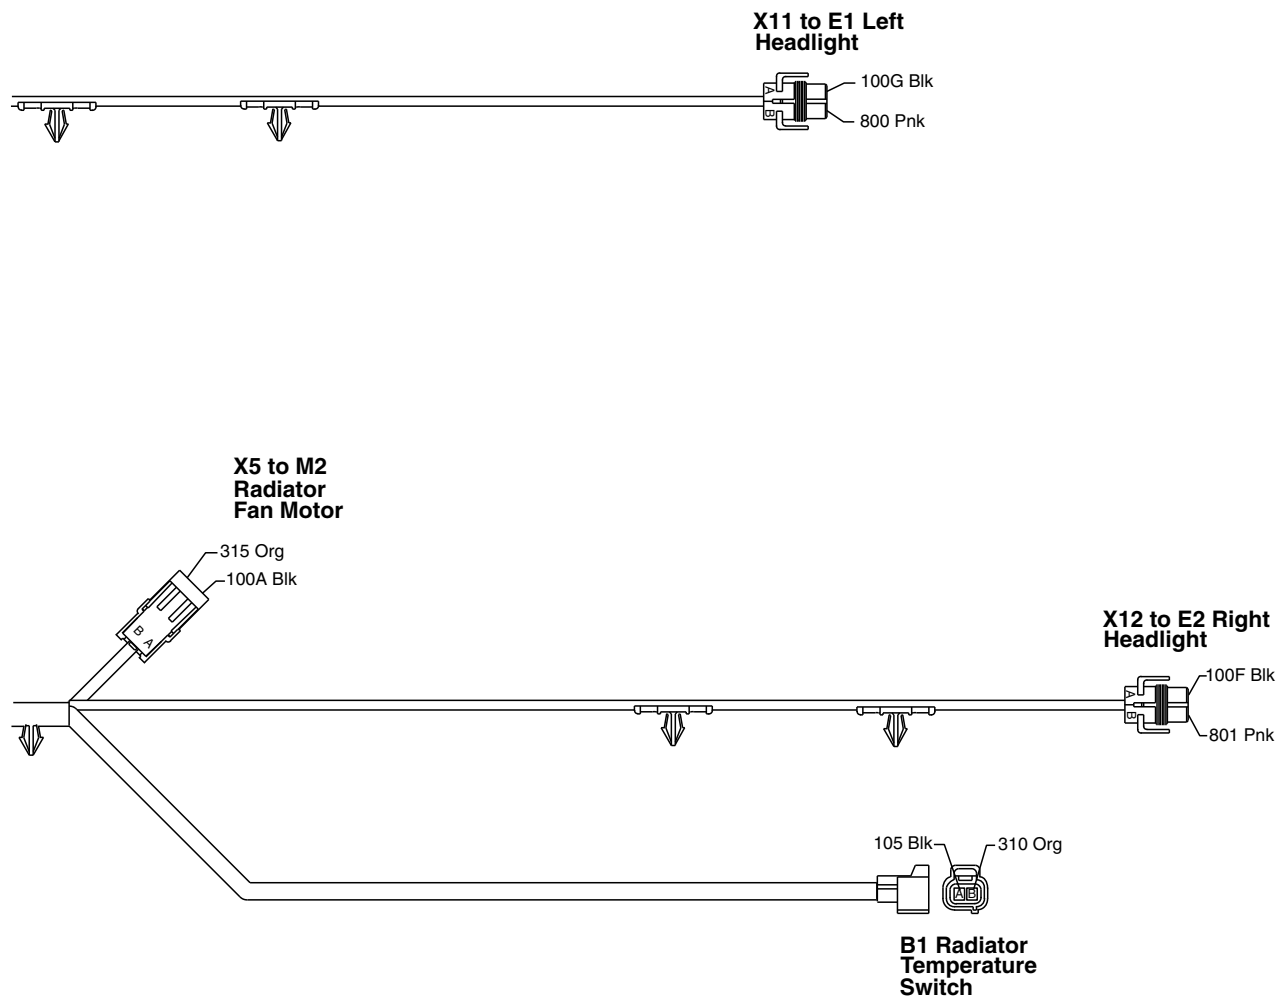 X11 to E1 Left
Headlight
A
B
100G Blk
800 Pnk
X5 to M2
Radiator
Fan Motor
315 Org
100A Blk
B
A
X12 to E2 Right
Headlight
A
B
100F Blk
801 Pnk
105 Blk
310 Org
A B
B1 Radiator
Temperature
Switch